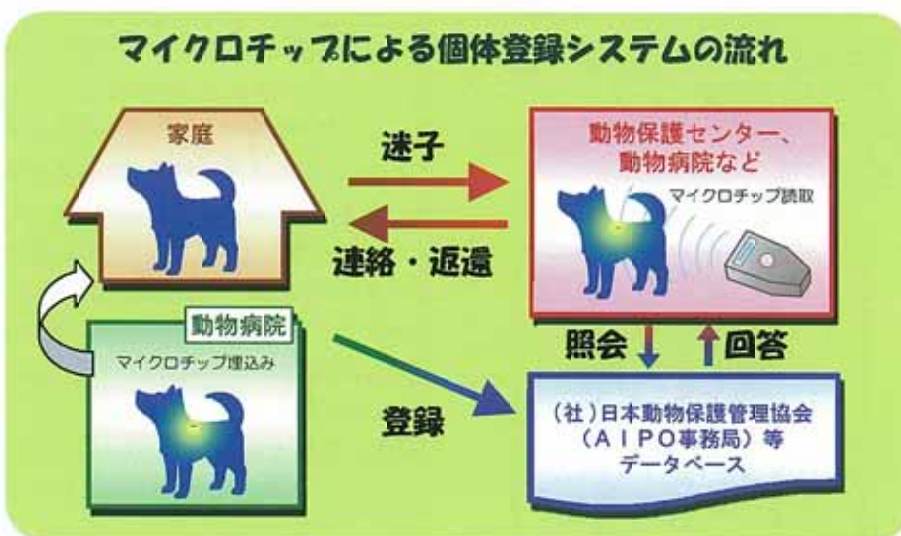 マイクロチップによる個体登録システムの流れ
家庭
迷子
連絡・返還
動物保護センター、
動物病院など
マイクロチップ読取
動物病院
マイクロチップ埋込み
登録
照会
回答
(社)日本動物保護管理協会
(AIPO事務局)等
データベース